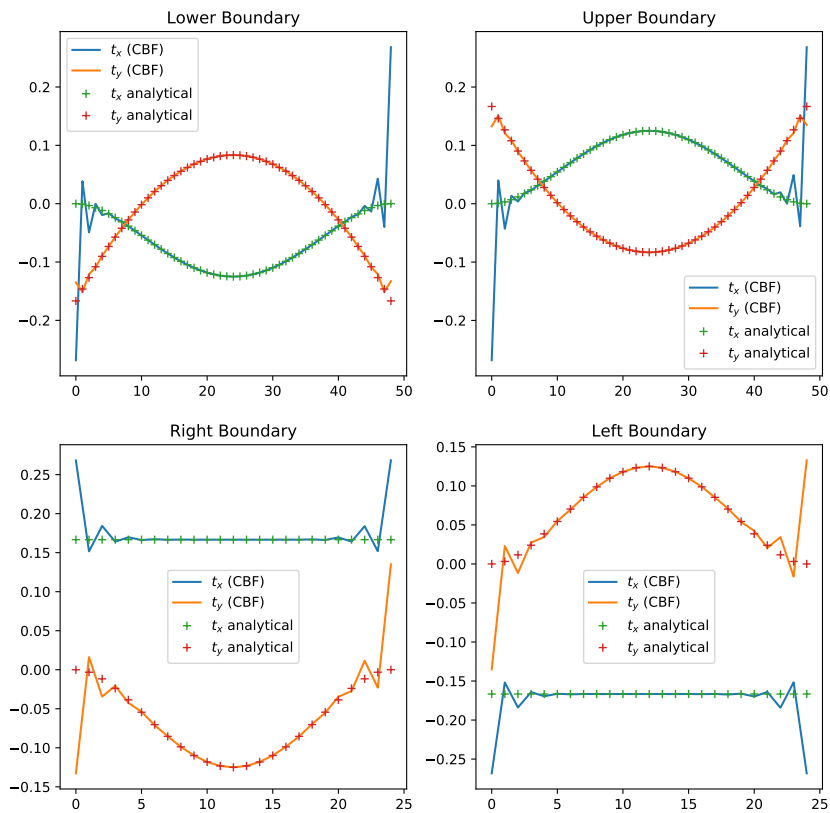 Lower Boundary
t_x (CBF)
t_y (CBF)
t_x analytical
t_y analytical
0.2
0.1
0.0
−0.1
−0.2
0 10 20 30 40 50
Upper Boundary
t_x (CBF)
t_y (CBF)
t_x analytical
t_y analytical
0.2
0.1
0.0
−0.1
−0.2
0 10 20 30 40 50
Right Boundary
t_x (CBF)
t_y (CBF)
t_x analytical
t_y analytical
0.25
0.20
0.15
0.10
0.05
0.00
−0.05
−0.10
−0.15
0 5 10 15 20 25
Left Boundary
t_x (CBF)
t_y (CBF)
t_x analytical
t_y analytical
0.15
0.10
0.05
0.00
−0.05
−0.10
−0.15
−0.20
−0.25
0 5 10 15 20 25